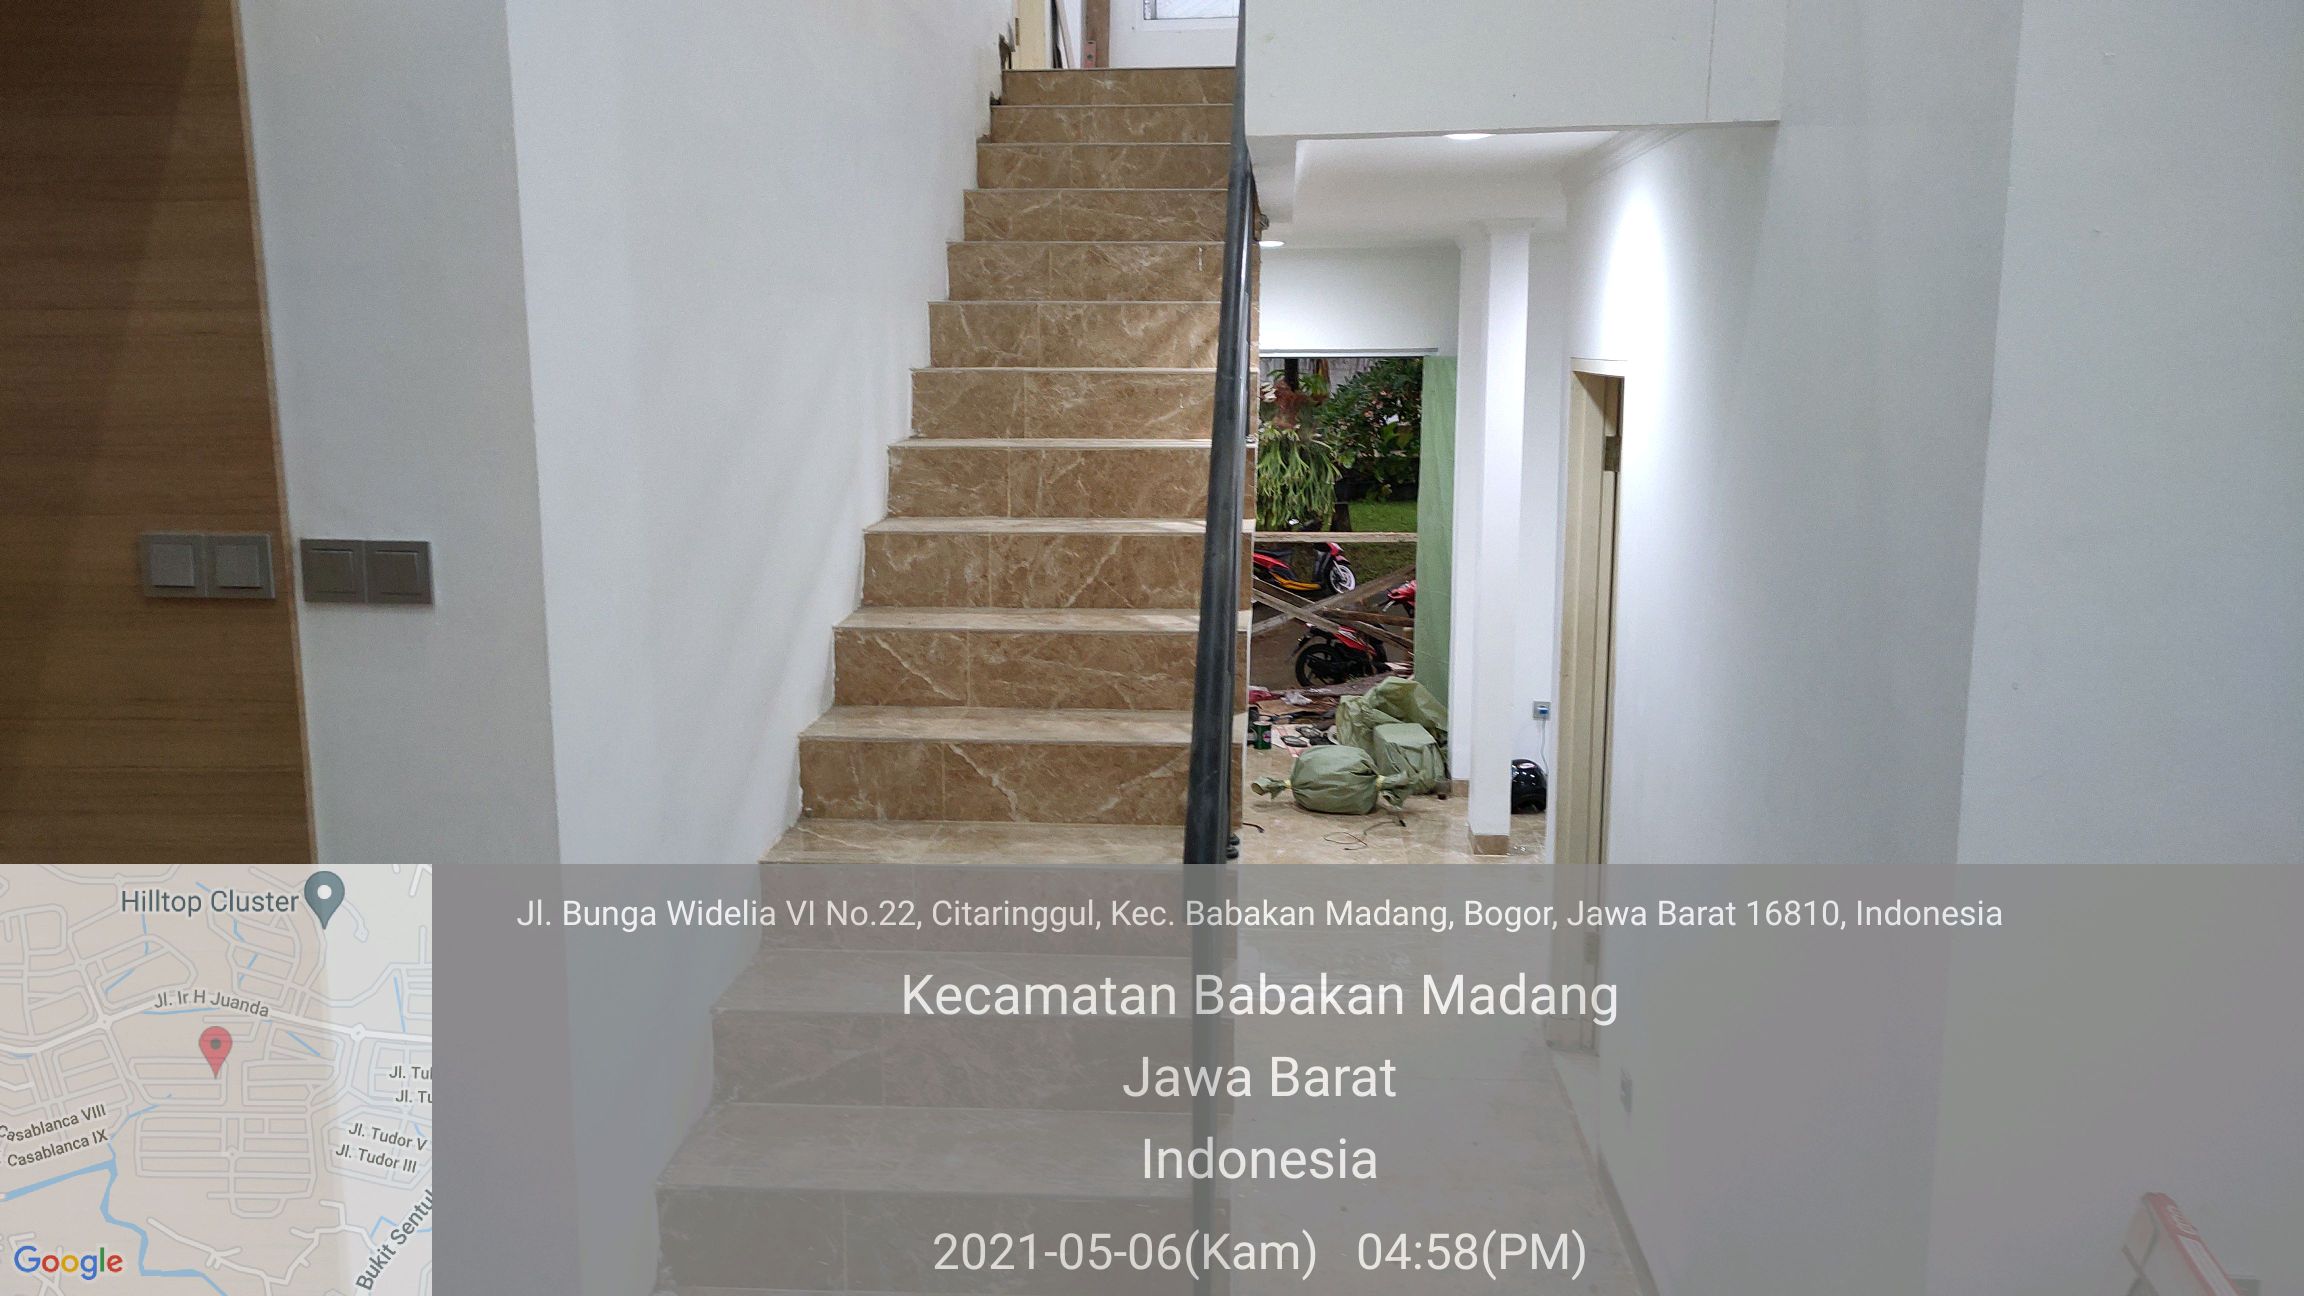 Jl. Bunga Widelia VI No.22, Citaringgul, Kec. Babakan Madang, Bogor, Jawa Barat 16810, Indonesia
Kecamatan Babakan Madang
Jawa Barat
Indonesia
2021-05-06(Kam) 04:58(PM)
Hilltop Cluster
Jl. Ir H Juanda
Jl. Tu
Jl. Tu
Casablanca VIII
Casablanca IX
Jl. Tudor V
Jl. Tudor III
Bukit Sentul
Google